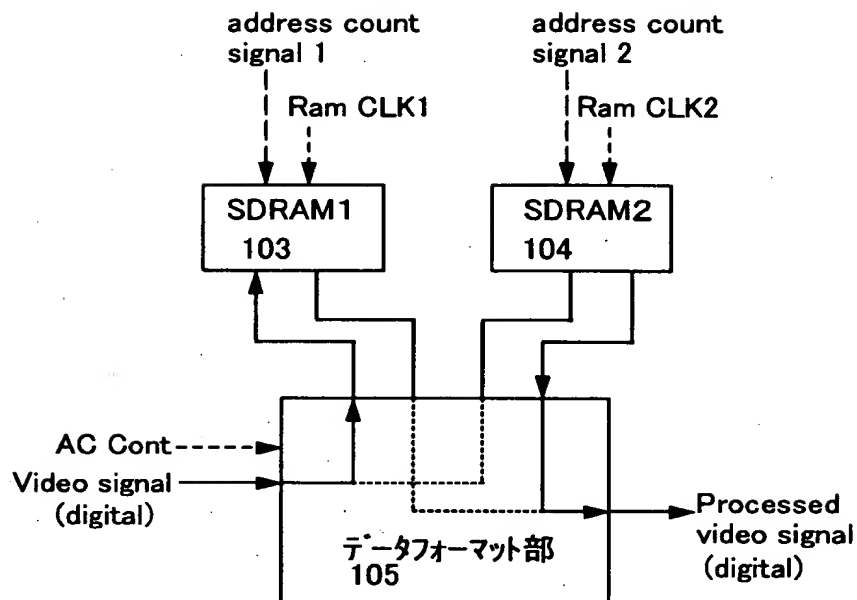 address count
signal 1
address count
signal 2
Ram CLK1
Ram CLK2
SDRAM1
103
SDRAM2
104
AC Cont
Video signal
(digital)
Processed
video signal
(digital)
データフォーマット部
105